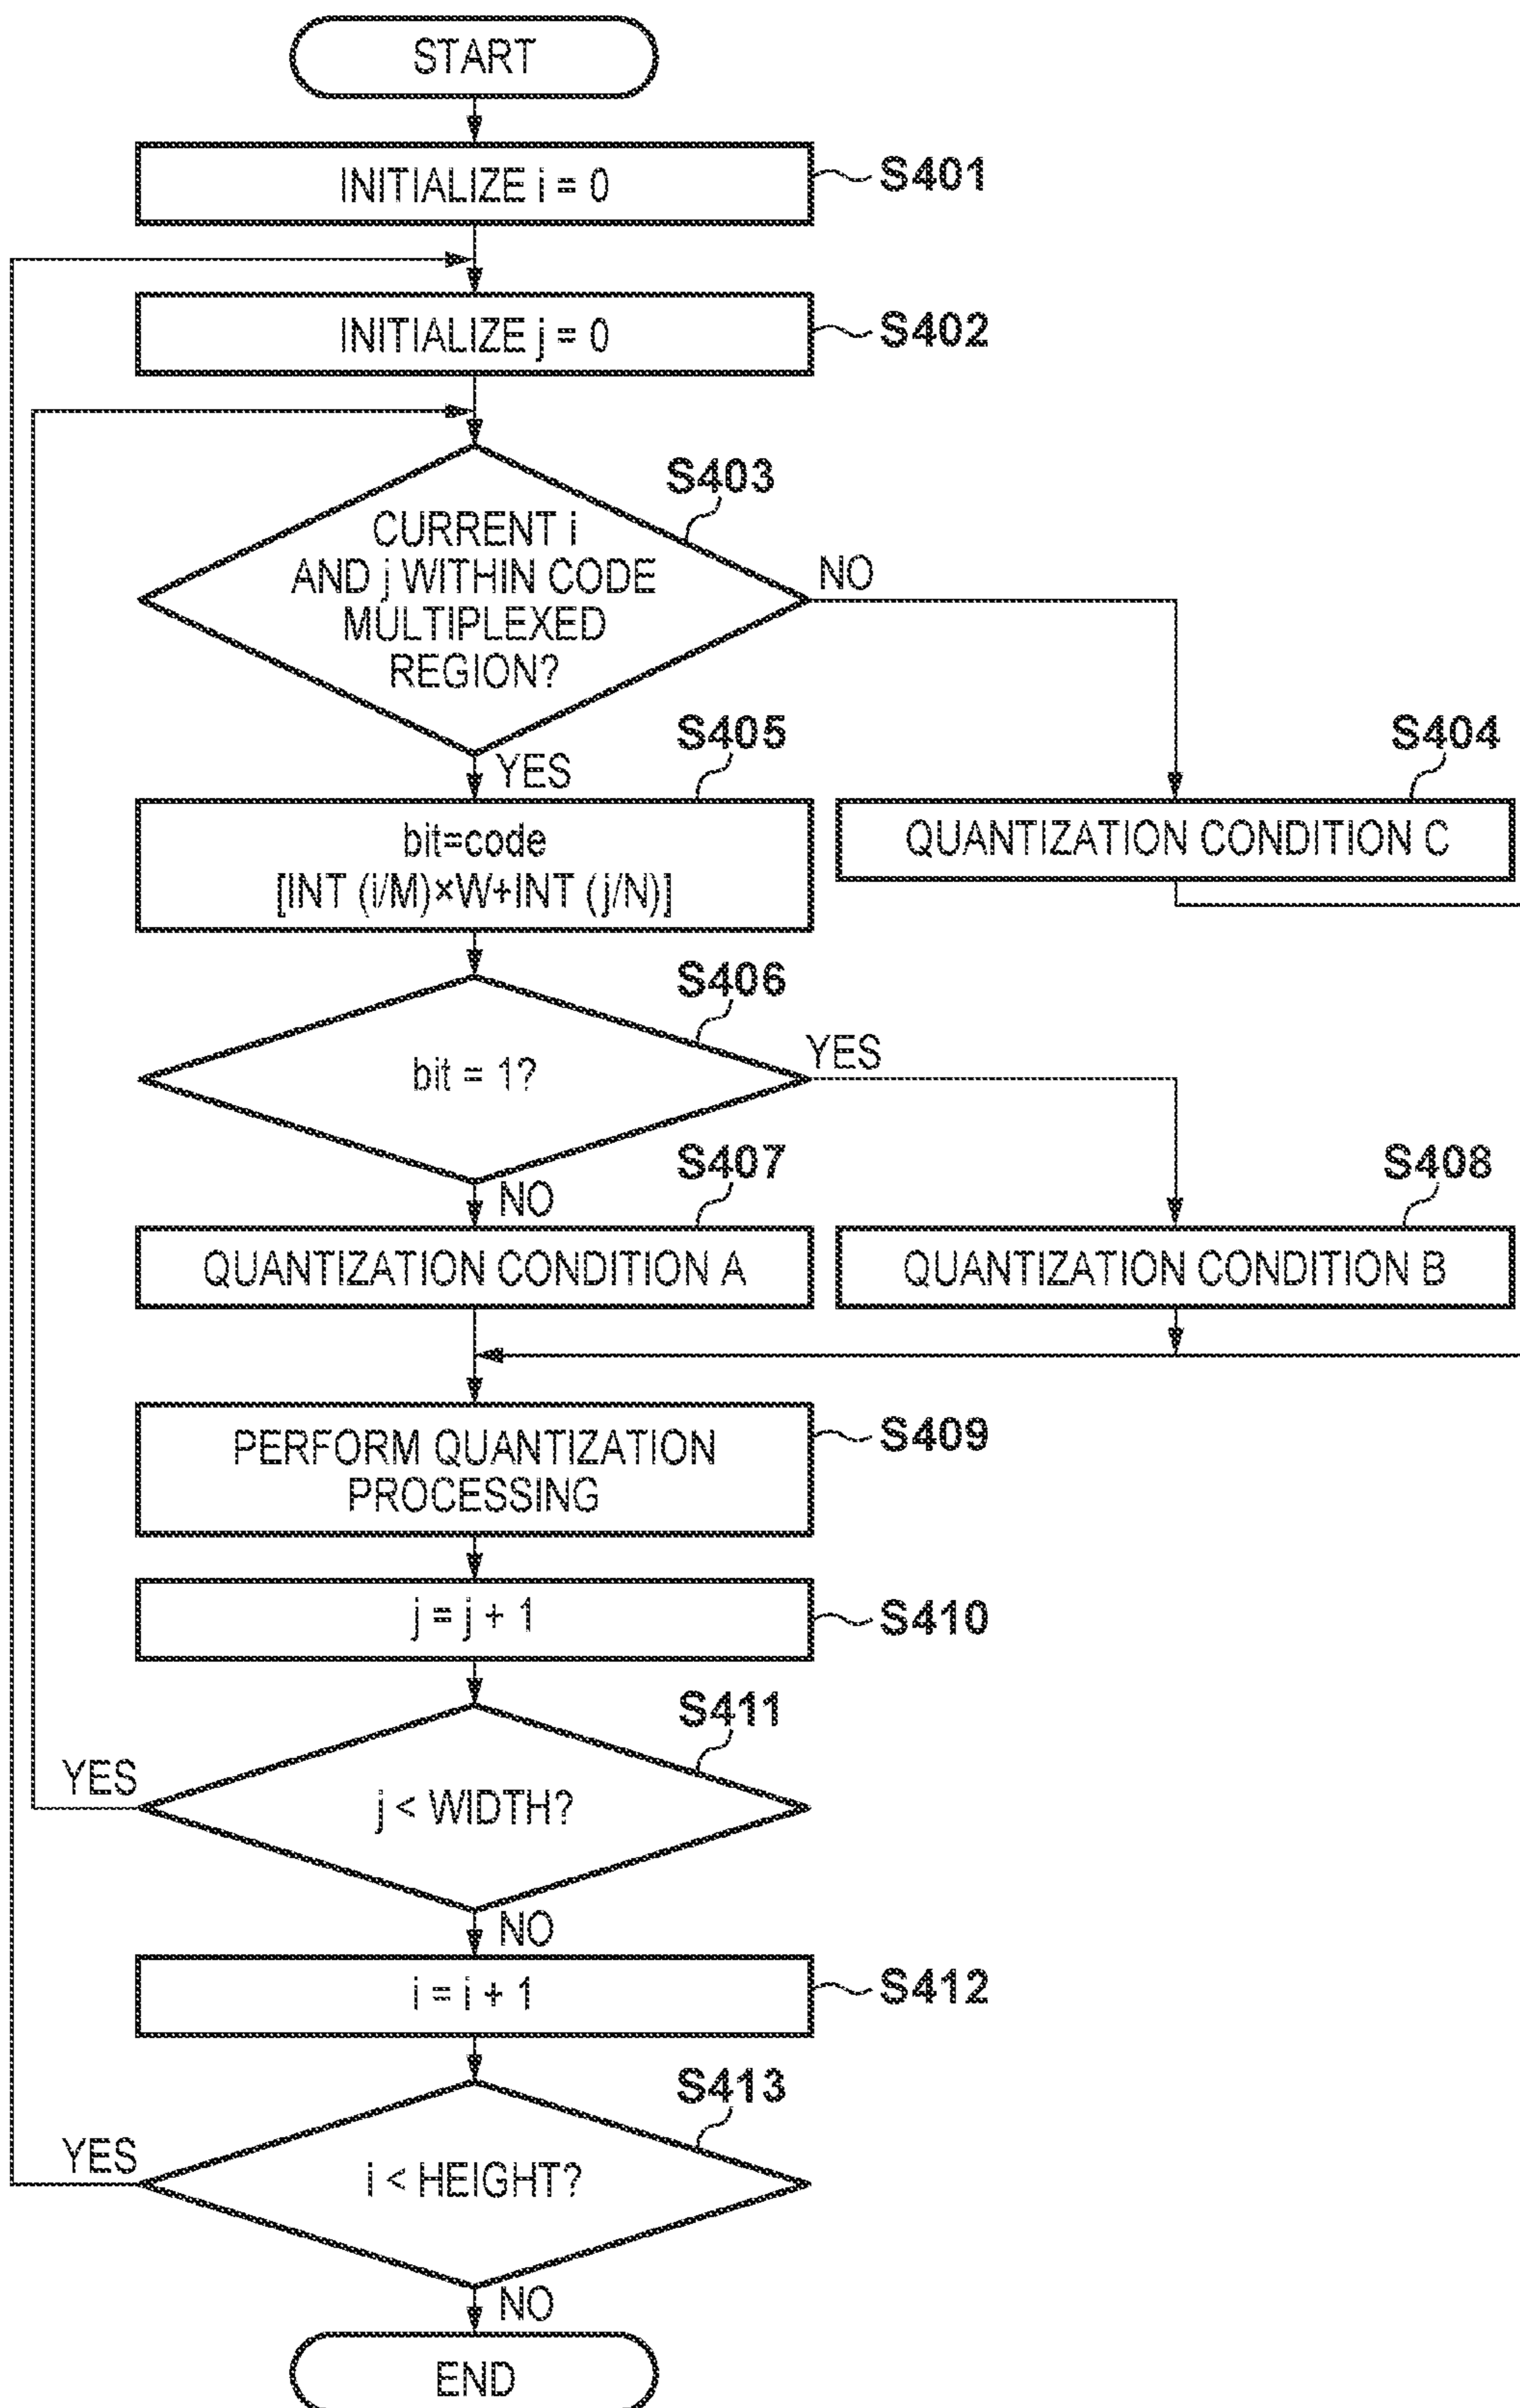 START
INITIALIZE i = 0
S401
INITIALIZE j = 0
S402
S403
CURRENT i
AND j WITHIN CODE
MULTIPLEXED
REGION?
NO
YES
S405
S404
bit=code
[INT (i/M)×W+INT (j/N)]
QUANTIZATION CONDITION C
S406
bit = 1?
YES
NO
S407
S408
QUANTIZATION CONDITION A
QUANTIZATION CONDITION B
PERFORM QUANTIZATION
PROCESSING
S409
j = j + 1
S410
S411
YES
j < WIDTH?
NO
i = i + 1
S412
S413
YES
i < HEIGHT?
NO
END